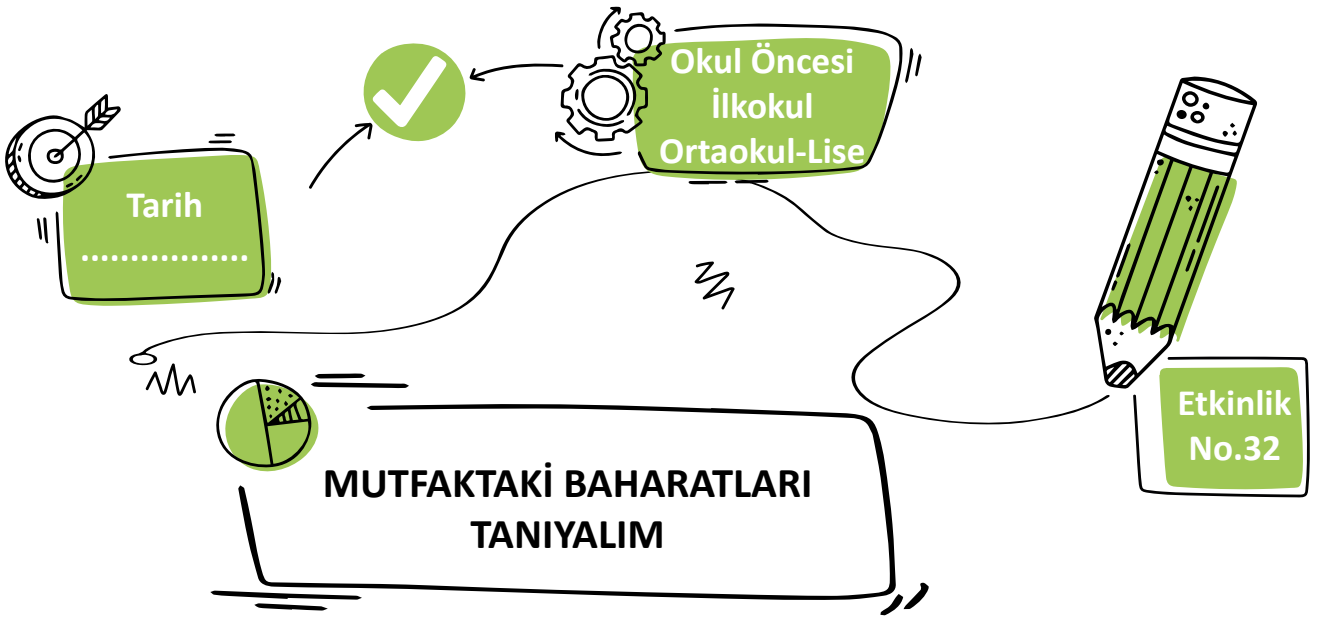 Okul Öncesi
İlkokul
Ortaokul-Lise
Tarih
.................
Etkinlik
No.32
MUTFAKTAKİ BAHARATLARI
TANIYALIM